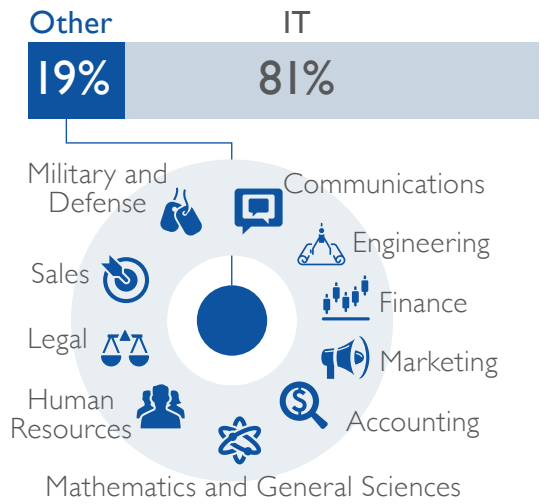 Other
IT
19%
81%
Military and
Defense
Communications
Engineering
Sales
Finance
Legal
Marketing
Human
Resources
Accounting
Mathematics and General Sciences